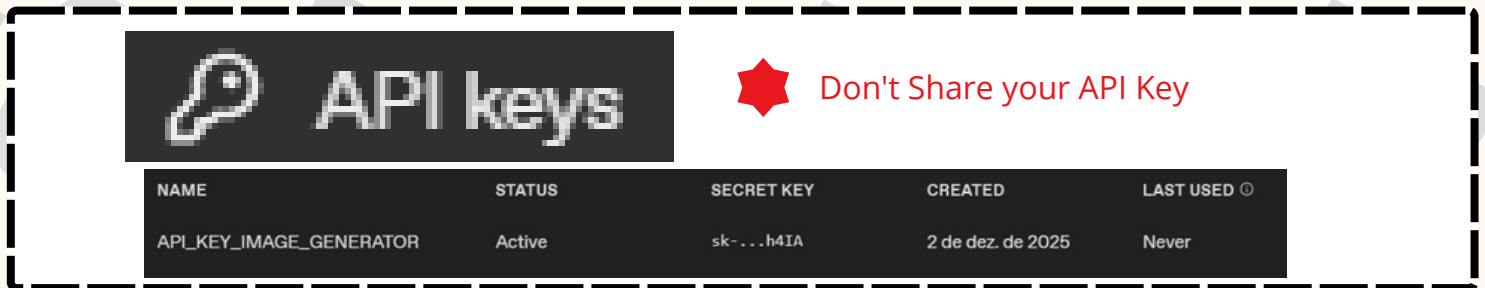 API keys
Don't Share your API Key
NAME STATUS SECRET KEY CREATED LAST USED
API_KEY_IMAGE_GENERATOR Active sk-...h4IA 2 de dez. de 2025 Never